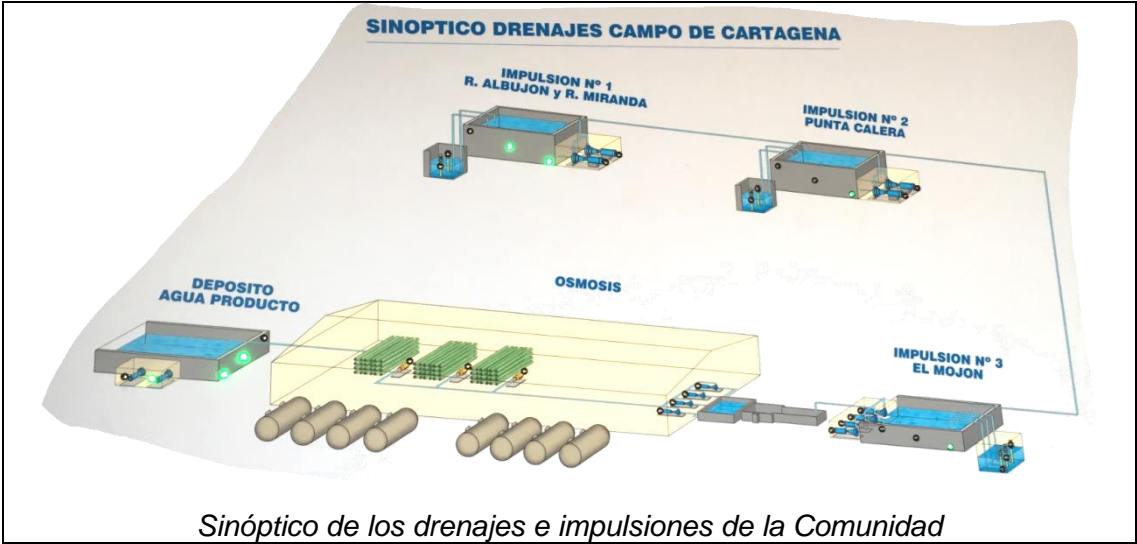 SINOPTICO DRENAJES CAMPO DE CARTAGENA
IMPULSION Nº 1
R. ALBUJON y R. MIRANDA
IMPULSION Nº 2
PUNTA CALERA
DEPOSITO
AGUA PRODUCTO
OSMOSIS
IMPULSION Nº 3
EL MOJON
Sinóptico de los drenajes e impulsiones de la Comunidad